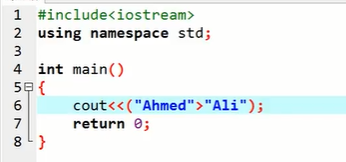 1 #include<iostream>
2 using namespace std;
3
4 int main()
5 {
6 cout<<("Ahmed">"Ali");
7 return 0;
8 }